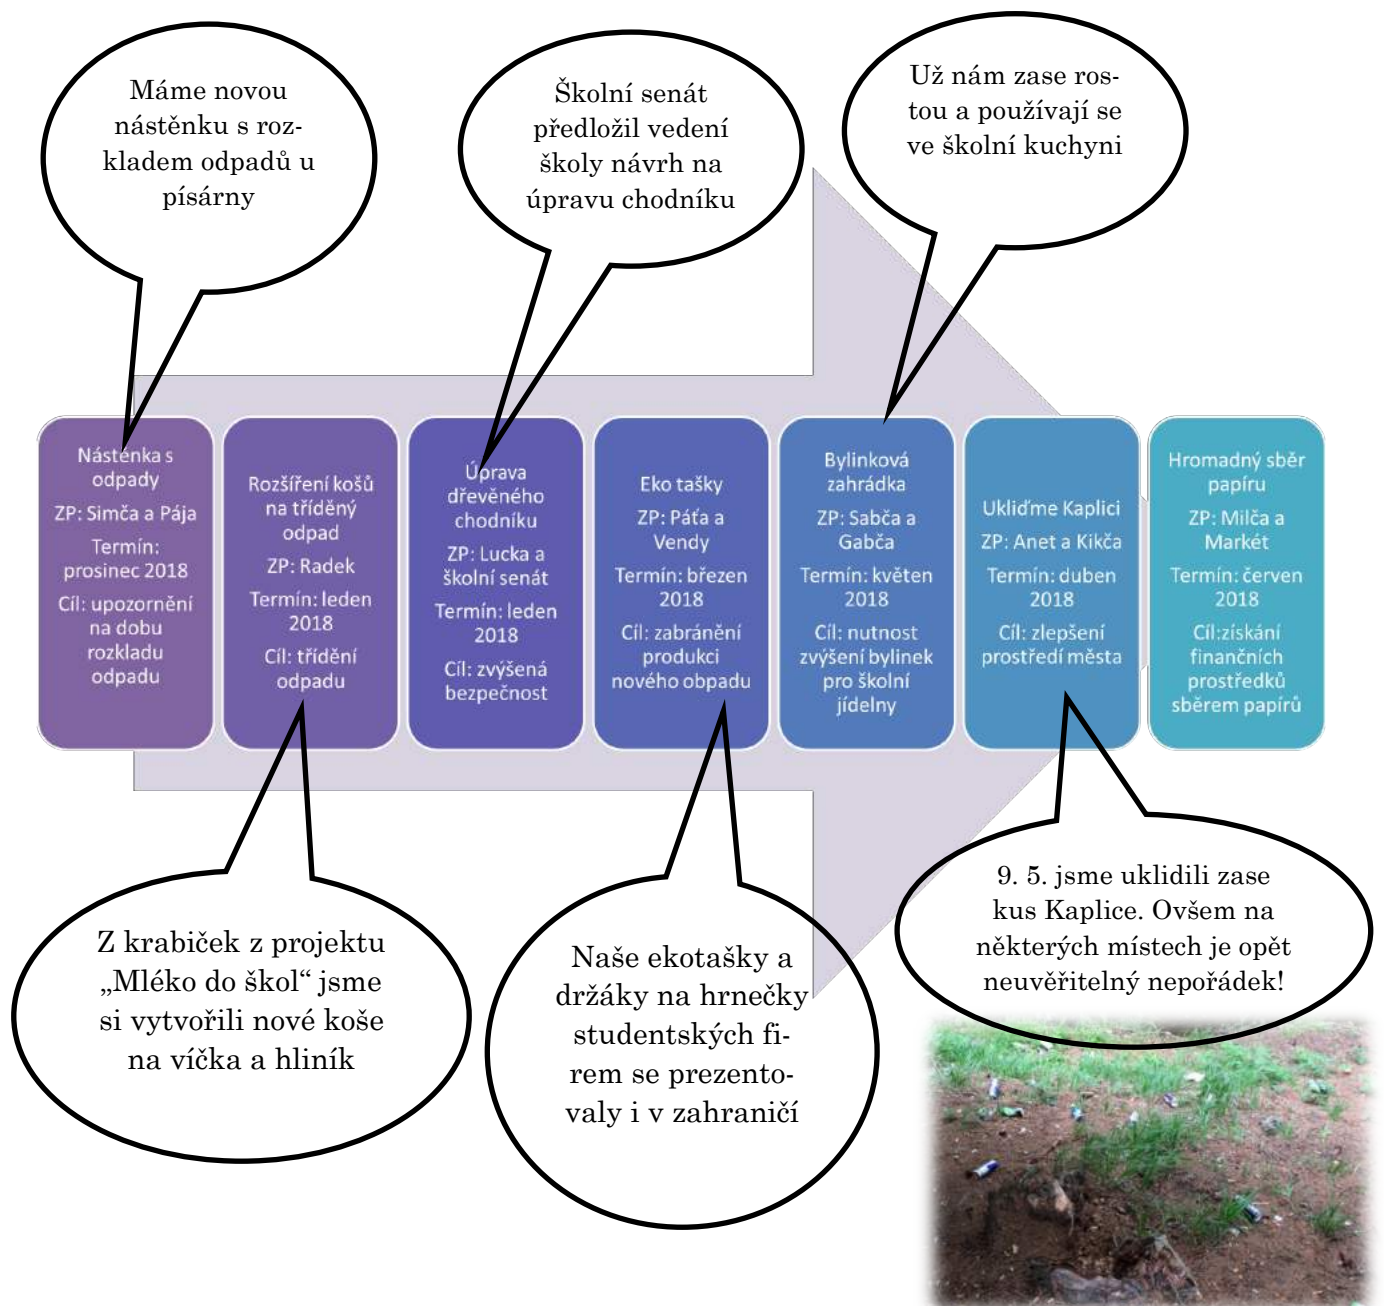 Máme novou
nástěnku s roz-
kladem odpadů u
písárny
Školní senát
předložil vedení
školy návrh na
úpravu chodníku
Už nám zase ros-
tou a používají se
ve školní kuchyni
Nástěnka s
odpady
ZP: Simča a Pája
Termín:
prosinec 2018
Cíl: upozornění
na dobu
rozkladu
odpadu
Rozšíření košů
na tříděný
odpad
ZP: Radek
Termín: leden
2018
Cíl: třídění
odpadu
Úprava
dřevěného
chodníku
ZP: Lucka a
školní senát
Termín: leden
2018
Cíl: zvýšená
bezpečnost
Eko tašky
ZP: Páťa a
Vendy
Termín: březen
2018
Cíl: zabránění
produkci
nového obpadu
Bylinková
zahrádka
ZP: Sabča a
Gabča
Termín: květen
2018
Cíl: nutnost
zvýšení bylinek
pro školní
jídelny
Ukliďme Kaplici
ZP: Anet a Kikča
Termín: duben
2018
Cíl: zlepšení
prostředí města
Hromadný sběr
papíru
ZP: Milča a
Markét
Termín: červen
2018
Cíl:získání
finančních
prostředků
sběrem papírů
Z krabiček z projektu
„Mléko do škol“ jsme
si vytvořili nové koše
na víčka a hliník
Naše ekotašky a
držáky na hrnečky
studentských fi-
rem se prezento-
valy i v zahraničí
9. 5. jsme uklidili zase
kus Kaplice. Ovšem na
některých místech je opět
neuvěřitelný nepořádek!